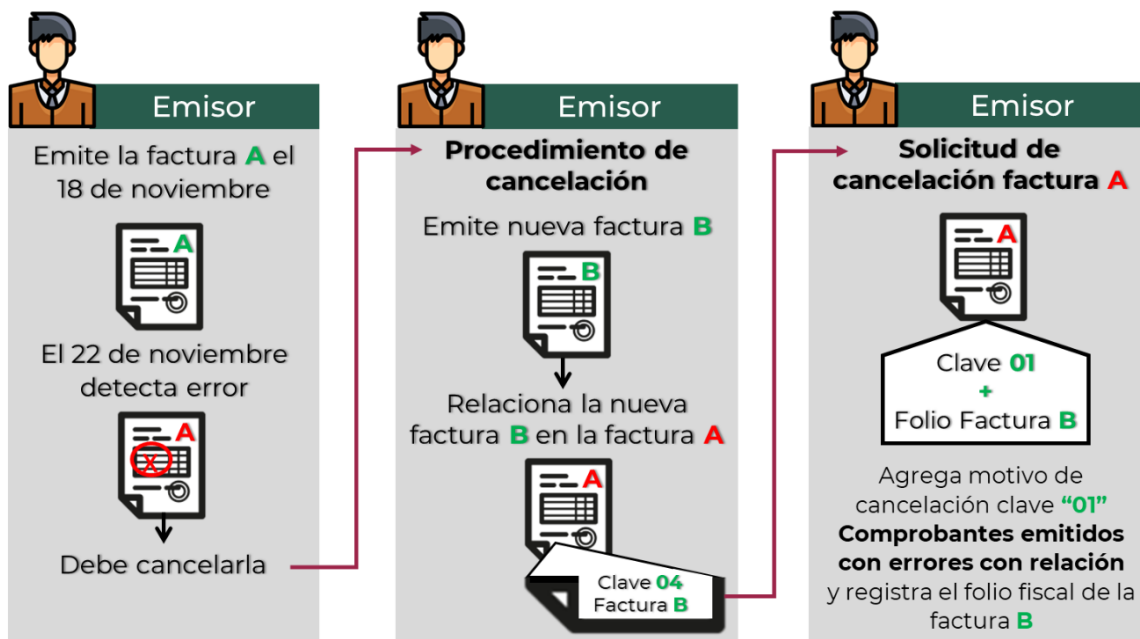 Emisor
Emite la factura A el
18 de noviembre
A
El 22 de noviembre
detecta error
A
X
Debe cancelarla
Emisor
Procedimiento de
cancelación
Emite nueva factura B
B
Relaciona la nueva
factura B en la factura A
A
Clave 04
Factura B
Emisor
Solicitud de
cancelación factura A
A
Clave 01
+
Folio Factura B
Agrega motivo de
cancelación clave “01”
Comprobantes emitidos
con errores con relación
y registra el folio fiscal de la
factura B